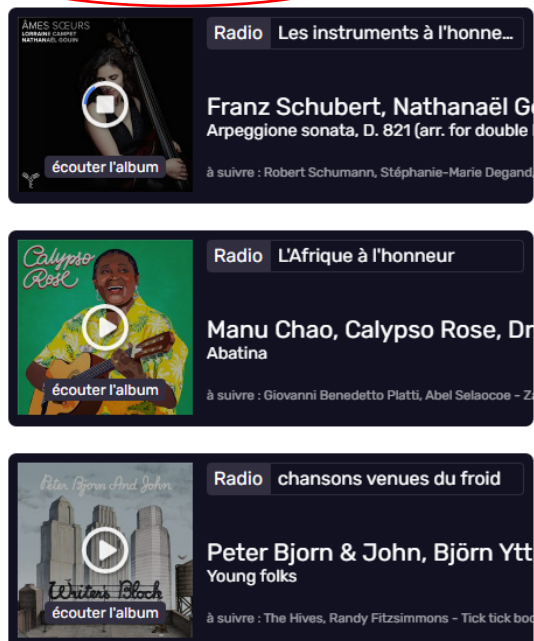 ÂMES SŒURS
LORRAINE CAMPET
NATHANAËL GOUIN
écouter l'album
Radio Les instruments à l'honne...
Franz Schubert, Nathanaël G
Arpeggione sonata, D. 821 (arr. for double
à suivre : Robert Schumann, Stéphanie-Marie Degand,
Calypso
Rose
écouter l'album
Radio L'Afrique à l'honneur
Manu Chao, Calypso Rose, Dr
Abatina
à suivre : Giovanni Benedetto Platti, Abel Selaocoe - Z
Peter Bjorn And John
Writer's Block
écouter l'album
Radio chansons venues du froid
Peter Bjorn & John, Björn Ytt
Young folks
à suivre : The Hives, Randy Fitzsimmons - Tick tick boo